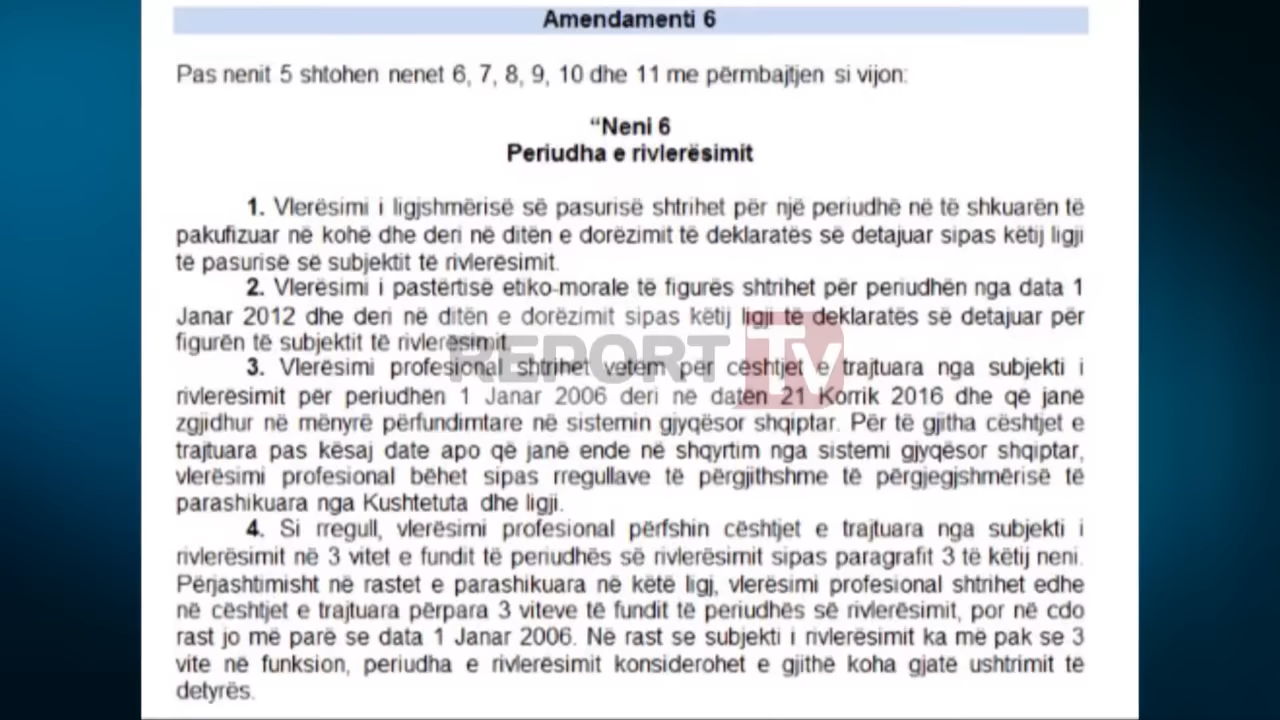 Amendamenti 6
Pas nenit 5 shtohen nenet 6, 7, 8, 9, 10 dhe 11 me përmbajtjen si vijon:
“Neni 6
Periudha e rivlerësimit
1. Vlerësimi i ligjshmërisë së pasurisë shtrihet për një periudhë në të shkuarën të
pakufizuar në kohë dhe deri në ditën e dorëzimit të deklaratës së detajuar sipas këtij ligji
të pasurisë së subjektit të rivlerësimit.
2. Vlerësimi i pastërtisë etiko-morale të figurës shtrihet për periudhën nga data 1
Janar 2012 dhe deri në ditën e dorëzimit sipas këtij ligji të deklaratës së detajuar për
figurën të subjektit të rivlerësimit.
REPORT TV
3. Vlerësimi profesional shtrihet vetëm për cështjet e trajtuara nga subjekti i
rivlerësimit për periudhën 1 Janar 2006 deri në datën 21 Korrik 2016 dhe që janë
zgjidhur në mënyrë përfundimtare në sistemin gjyqësor shqiptar. Për të gjitha cështjet e
trajtuara pas kësaj date apo që janë ende në shqyrtim nga sistemi gjyqësor shqiptar,
vlerësimi profesional bëhet sipas rregullave të përgjithshme të përgjegjshmërisë të
parashikuara nga Kushtetuta dhe ligji.
4. Si rregull, vlerësimi profesional përfshin cështjet e trajtuara nga subjekti i
rivlerësimit në 3 vitet e fundit të periudhës së rivlerësimit sipas paragrafit 3 të këtij neni.
Përjashtimisht në rastet e parashikuara në këtë ligj, vlerësimi profesional shtrihet edhe
në cështjet e trajtuara përpara 3 viteve të fundit të periudhës së rivlerësimit, por në cdo
rast jo më parë se data 1 Janar 2006. Në rast se subjekti i rivlerësimit ka më pak se 3
vite në funksion, periudha e rivlerësimit konsiderohet e gjithë koha gjatë ushtrimit të
detyrës.